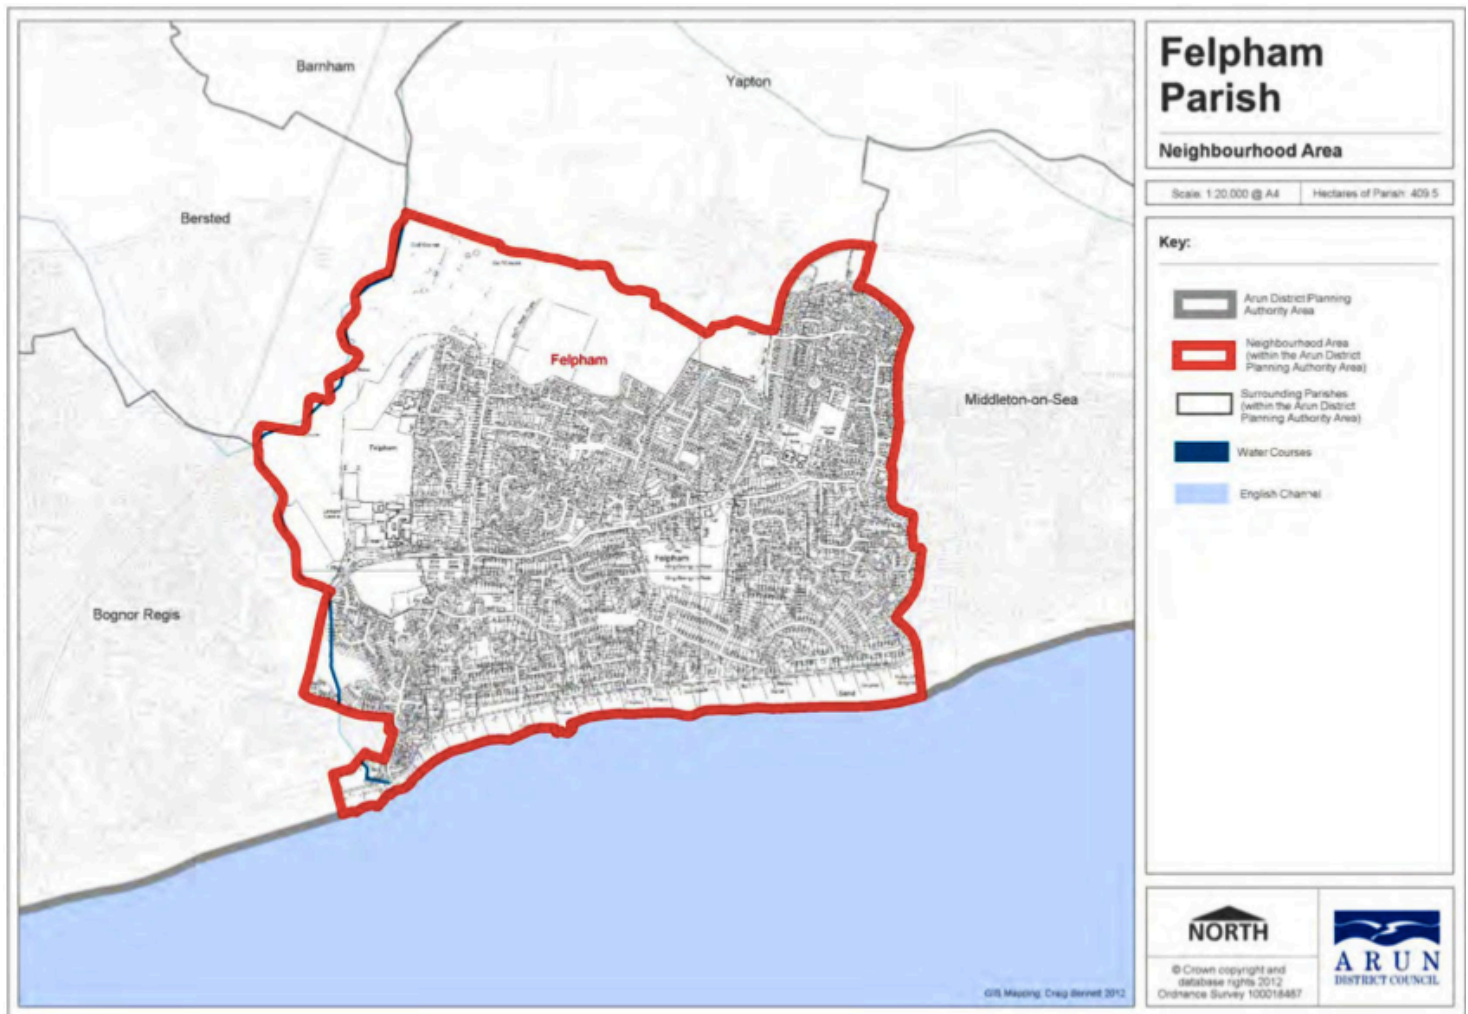 Felpham
Parish
Neighbourhood Area
Scale: 1:20,000 @ A4
Hectares of Parish: 409.5
Key:
Arun District Planning
Authority Area
Neighbourhood Area
(within the Arun District
Planning Authority Area)
Surrounding Parishes
(within the Arun District
Planning Authority Area)
Water Courses
English Channel
NORTH
© Crown copyright and
database rights 2012
Ordnance Survey 100018487
ARUN
DISTRICT COUNCIL
Barnham
Yapton
Bersted
Felpham
Middleton-on-Sea
Felpham
Felpham
Bognor Regis
Sand
GIS Mapping: Craig Bennett 2012